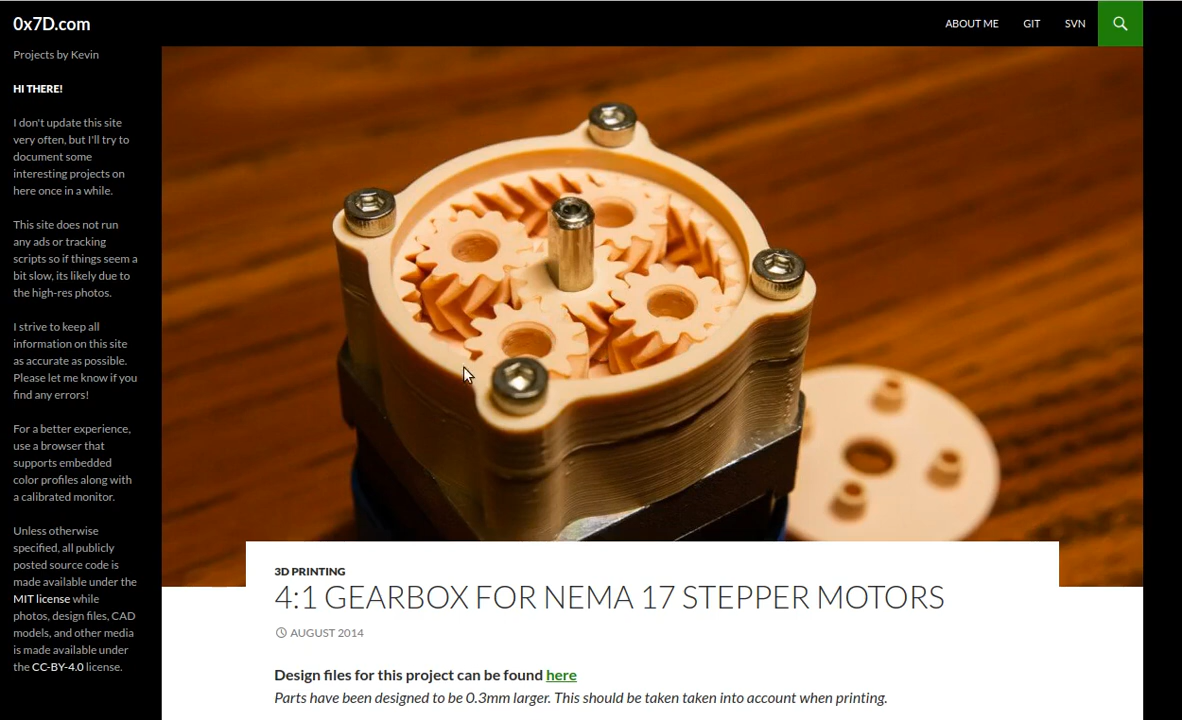 0x7D.com
ABOUT ME
GIT
SVN
Projects by Kevin
HI THERE!
I don't update this site
very often, but I'll try to
document some
interesting projects on
here once in a while.
This site does not run
any ads or tracking
scripts so if things seem a
bit slow, its likely due to
the high-res photos.
I strive to keep all
information on this site
as accurate as possible.
Please let me know if you
find any errors!
For a better experience,
use a browser that
supports embedded
color profiles along with
a calibrated monitor.
Unless otherwise
specified, all publicly
posted source code is
made available under the
MIT license while
photos, design files, CAD
models, and other media
is made available under
the CC-BY-4.0 license.
3D PRINTING
4:1 GEARBOX FOR NEMA 17 STEPPER MOTORS
AUGUST 2014
Design files for this project can be found here
Parts have been designed to be 0.3mm larger. This should be taken taken into account when printing.